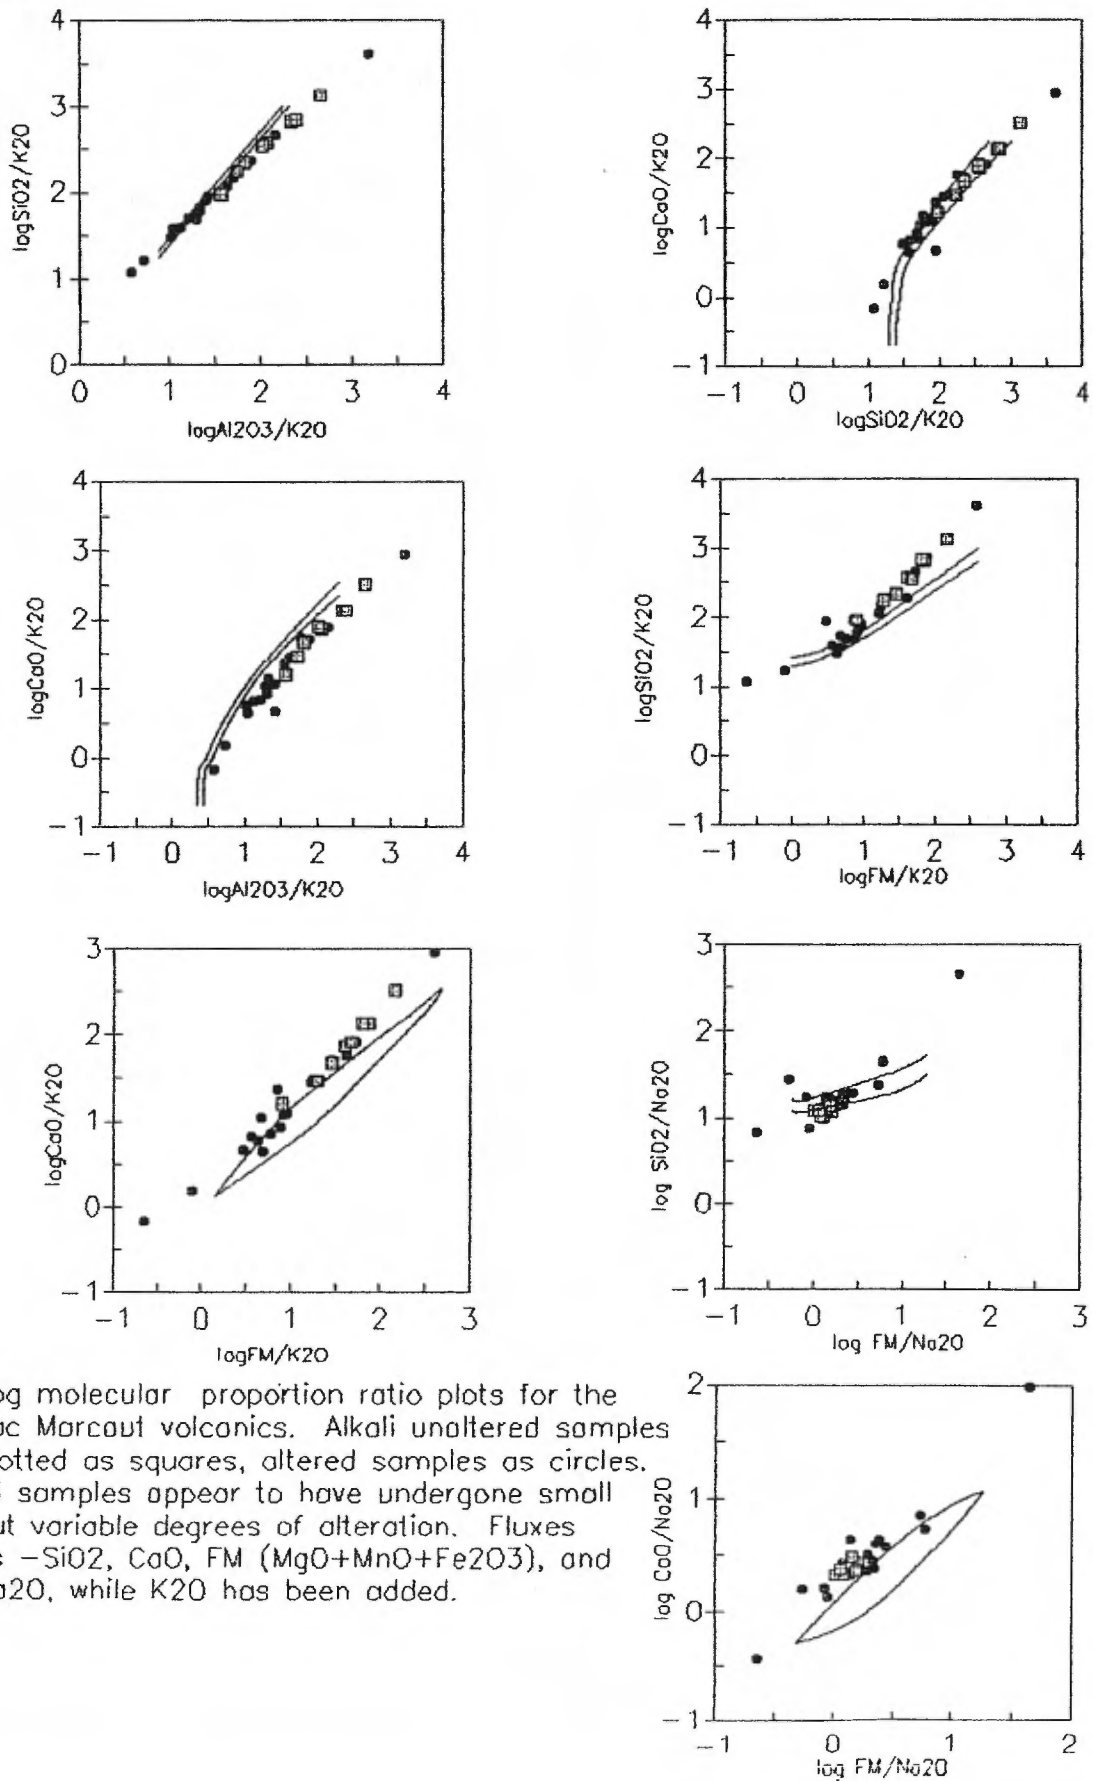 4
3
2
1
0
logSiO2/K2O
0 1 2 3 4
logAl2O3/K2O
4
3
2
1
0
-1
logCaO/K2O
-1 0 1 2 3 4
logSiO2/K2O
4
3
2
1
0
-1
logCaO/K2O
-1 0 1 2 3 4
logAl2O3/K2O
4
3
2
1
0
-1
logSiO2/K2O
-1 0 1 2 3 4
logFM/K2O
3
2
1
0
-1
logCaO/K2O
-1 0 1 2 3
logFM/K2O
3
2
1
0
-1
log SiO2/Na2O
-1 0 1 2 3
log FM/Na2O
og molecular proportion ratio plots for the
ac Marcaut volcanics. Alkali unaltered samples
otted as squares, altered samples as circles.
samples appear to have undergone small
ut variable degrees of alteration. Fluxes
s -SiO2, CaO, FM (MgO+MnO+Fe2O3), and
a2O, while K2O has been added.
2
1
0
-1
log CaO/Na2O
-1 0 1 2
log FM/Na2O